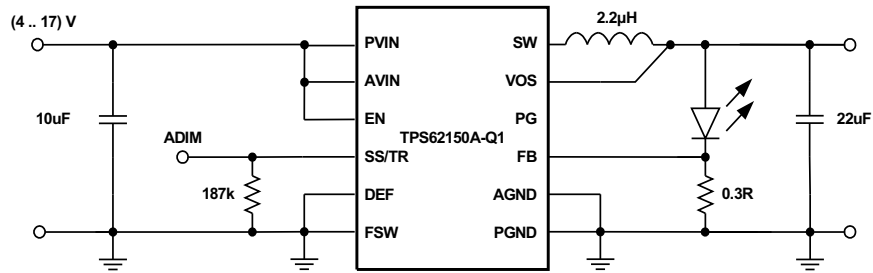 (4 .. 17) V
10uF
ADIM
187k
PVIN
AVIN
EN
SS/TR
DEF
FSW
TPS62150A-Q1
SW
VOS
PG
FB
AGND
PGND
2.2µH
0.3R
22uF